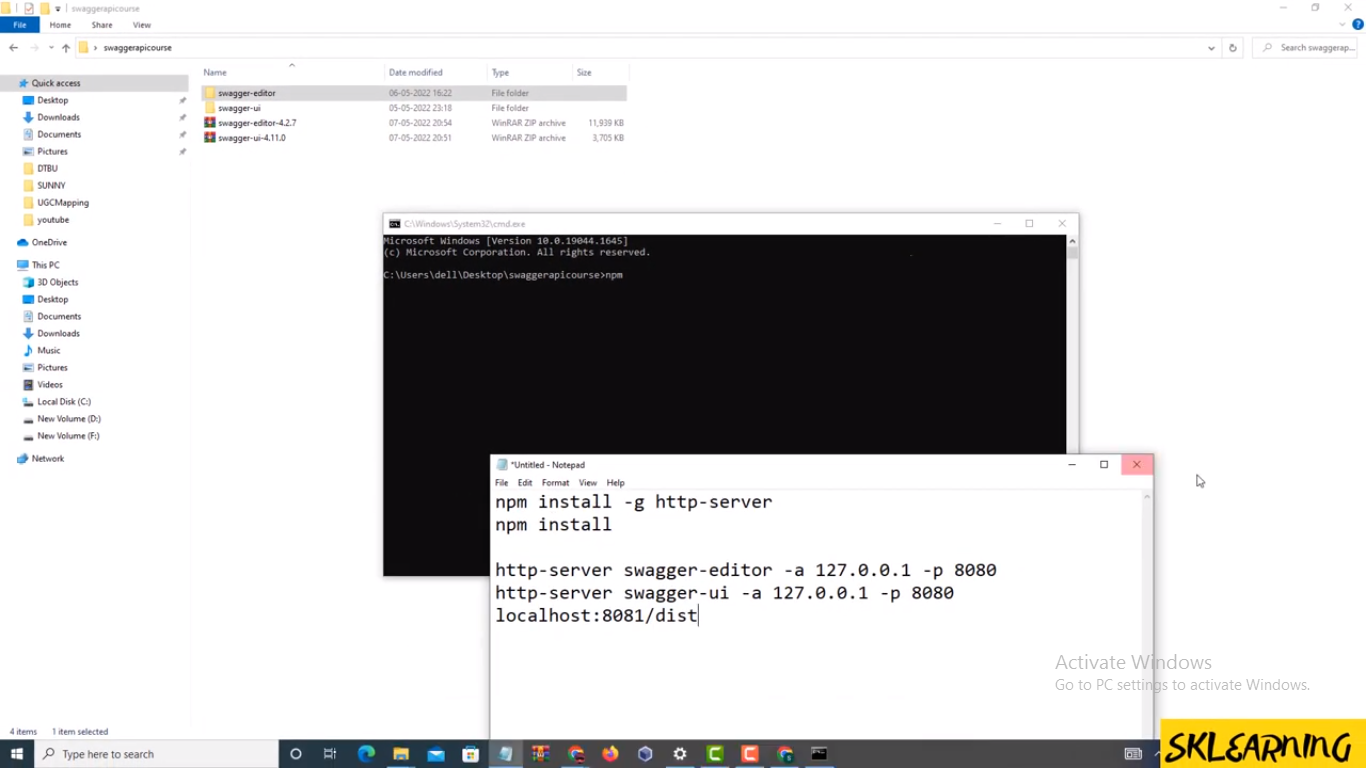 swaggerapicourse
File Home Share View
swaggerapicourse
Search swaggerap...
Name Date modified Type Size
Quick access
Desktop
Downloads
Documents
Pictures
DTBU
SUNNY
UGCMapping
youtube
OneDrive
This PC
3D Objects
Desktop
Documents
Downloads
Music
Pictures
Videos
Local Disk (C:)
New Volume (D:)
New Volume (F:)
Network
swagger-editor 06-05-2022 16:22 File folder
swagger-ui 05-05-2022 23:18 File folder
swagger-editor-4.2.7 07-05-2022 20:54 WinRAR ZIP archive 11,939 KB
swagger-ui-4.11.0 07-05-2022 20:51 WinRAR ZIP archive 3,705 KB
C:\Windows\System32\cmd.exe
Microsoft Windows [Version 10.0.19044.1645]
(c) Microsoft Corporation. All rights reserved.
C:\Users\dell\Desktop\swaggerapicourse>npm
*Untitled - Notepad
File Edit Format View Help
npm install -g http-server
npm install
http-server swagger-editor -a 127.0.0.1 -p 8080
http-server swagger-ui -a 127.0.0.1 -p 8080
localhost:8081/dist
Activate Windows
Go to PC settings to activate Windows.
4 items 1 item selected
Type here to search
SKLEARNING